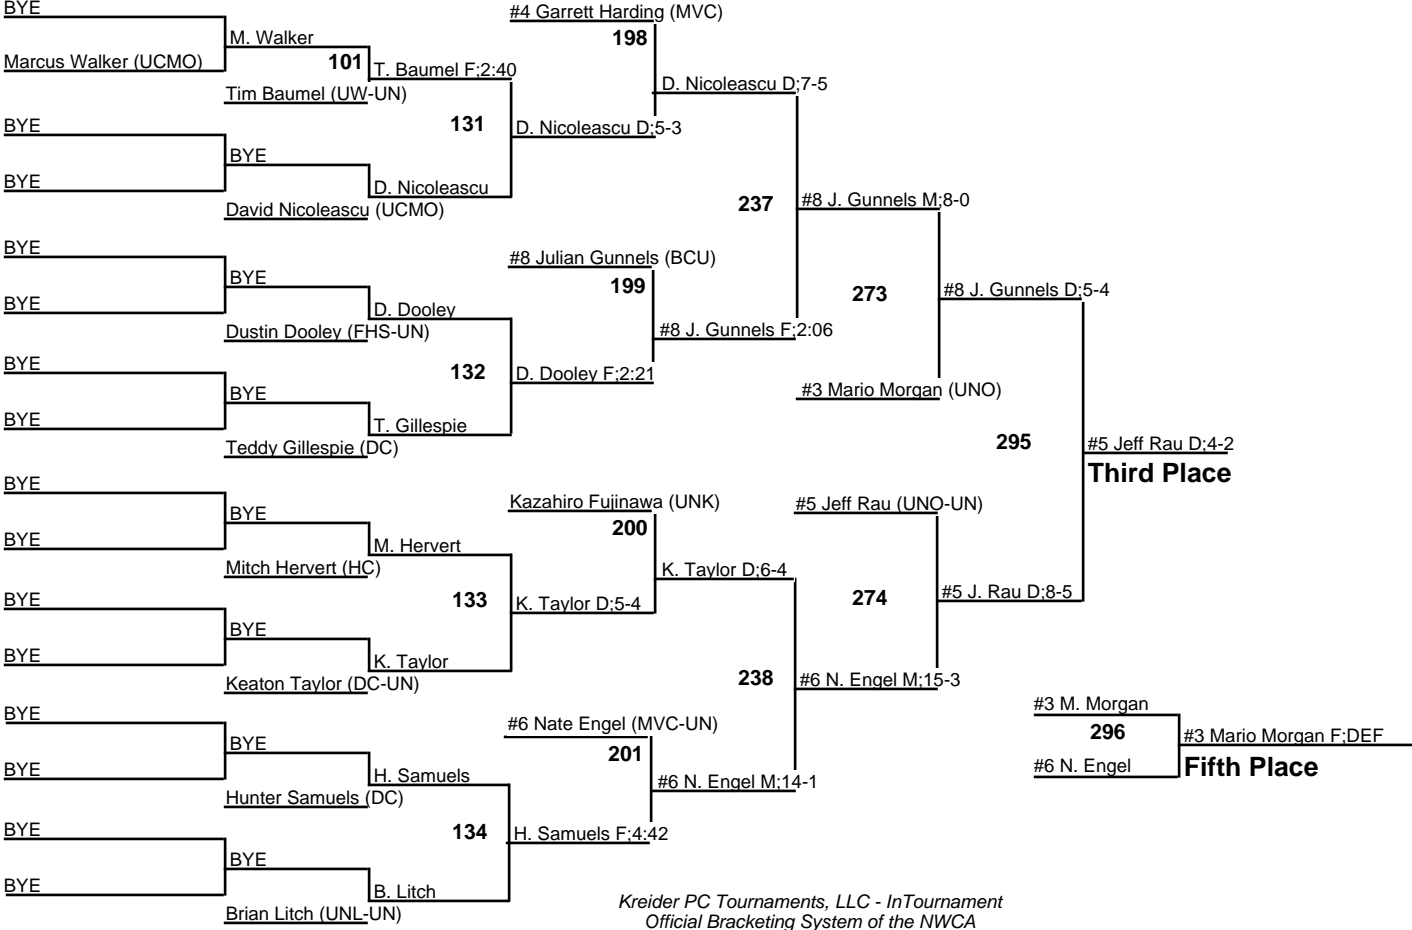 BYE
#4 Garrett Harding (MVC)
M. Walker
198
Marcus Walker (UCMO)
101
T. Baumel F;2:40
D. Nicoleascu D;7-5
Tim Baumel (UW-UN)
BYE
131
D. Nicoleascu D;5-3
BYE
BYE
D. Nicoleascu
#8 J. Gunnels M;8-0
237
David Nicoleascu (UCMO)
BYE
#8 Julian Gunnels (BCU)
BYE
199
273
#8 J. Gunnels D;5-4
BYE
D. Dooley
Dustin Dooley (FHS-UN)
#8 J. Gunnels F;2:06
BYE
132
D. Dooley F;2:21
BYE
#3 Mario Morgan (UNO)
BYE
T. Gillespie
295
#5 Jeff Rau D;4-2
Teddy Gillespie (DC)
Third Place
BYE
Kazahiro Fujinawa (UNK)
#5 Jeff Rau (UNO-UN)
BYE
200
BYE
M. Hervert
Mitch Hervert (HC)
K. Taylor D;6-4
BYE
133
K. Taylor D;5-4
274
#5 J. Rau D;8-5
BYE
BYE
K. Taylor
Keaton Taylor (DC-UN)
238
#6 N. Engel M;15-3
BYE
#6 Nate Engel (MVC-UN)
#3 M. Morgan
BYE
201
296
#3 Mario Morgan F;DEF
BYE
H. Samuels
#6 N. Engel M;14-1
#6 N. Engel
Fifth Place
Hunter Samuels (DC)
BYE
134
H. Samuels F;4:42
BYE
BYE
B. Litch
Brian Litch (UNL-UN)
Kreider PC Tournaments, LLC - InTournament
Official Bracketing System of the NWCA